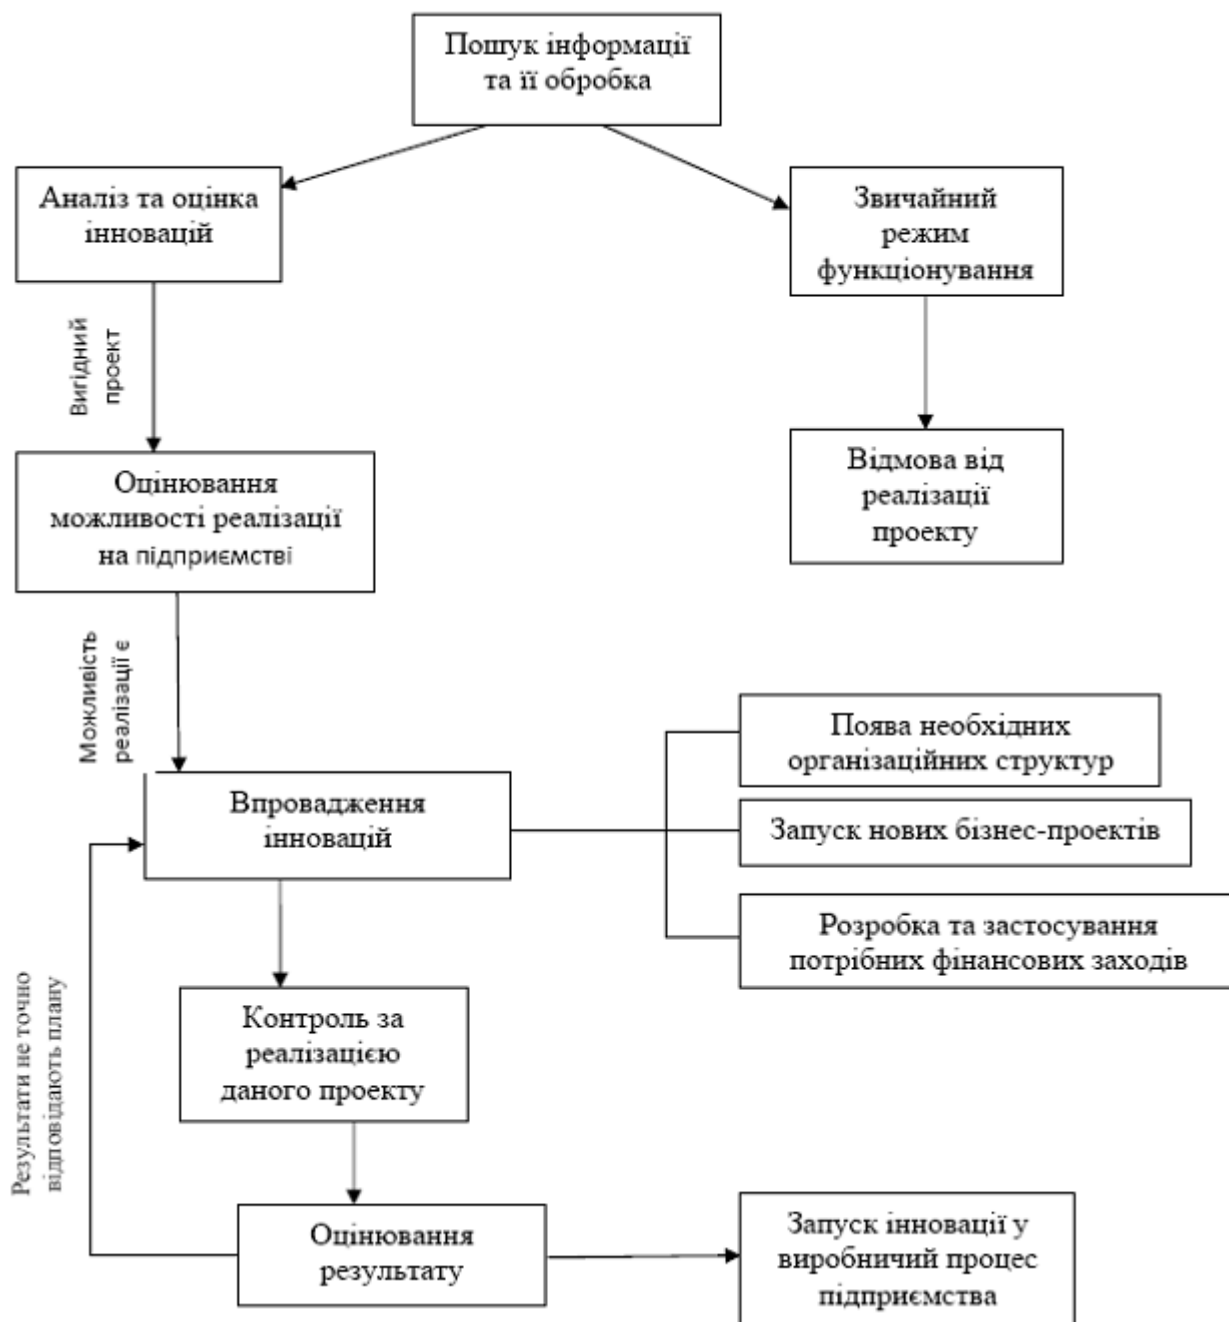 Пошук інформації
та її обробка
Аналіз та оцінка
інновацій
Звичайний
режим
функціонування
Вигідний
проект
Оцінювання
можливості реалізації
на підприємстві
Відмова від
реалізації
проекту
Можливість
реалізації є
Впровадження
інновацій
Поява необхідних
організаційних структур
Запуск нових бізнес-проектів
Розробка та застосування
потрібних фінансових заходів
Контроль за
реалізацією
даного проекту
Результати не точно
відповідають плану
Оцінювання
результату
Запуск інновації у
виробничий процес
підприємства